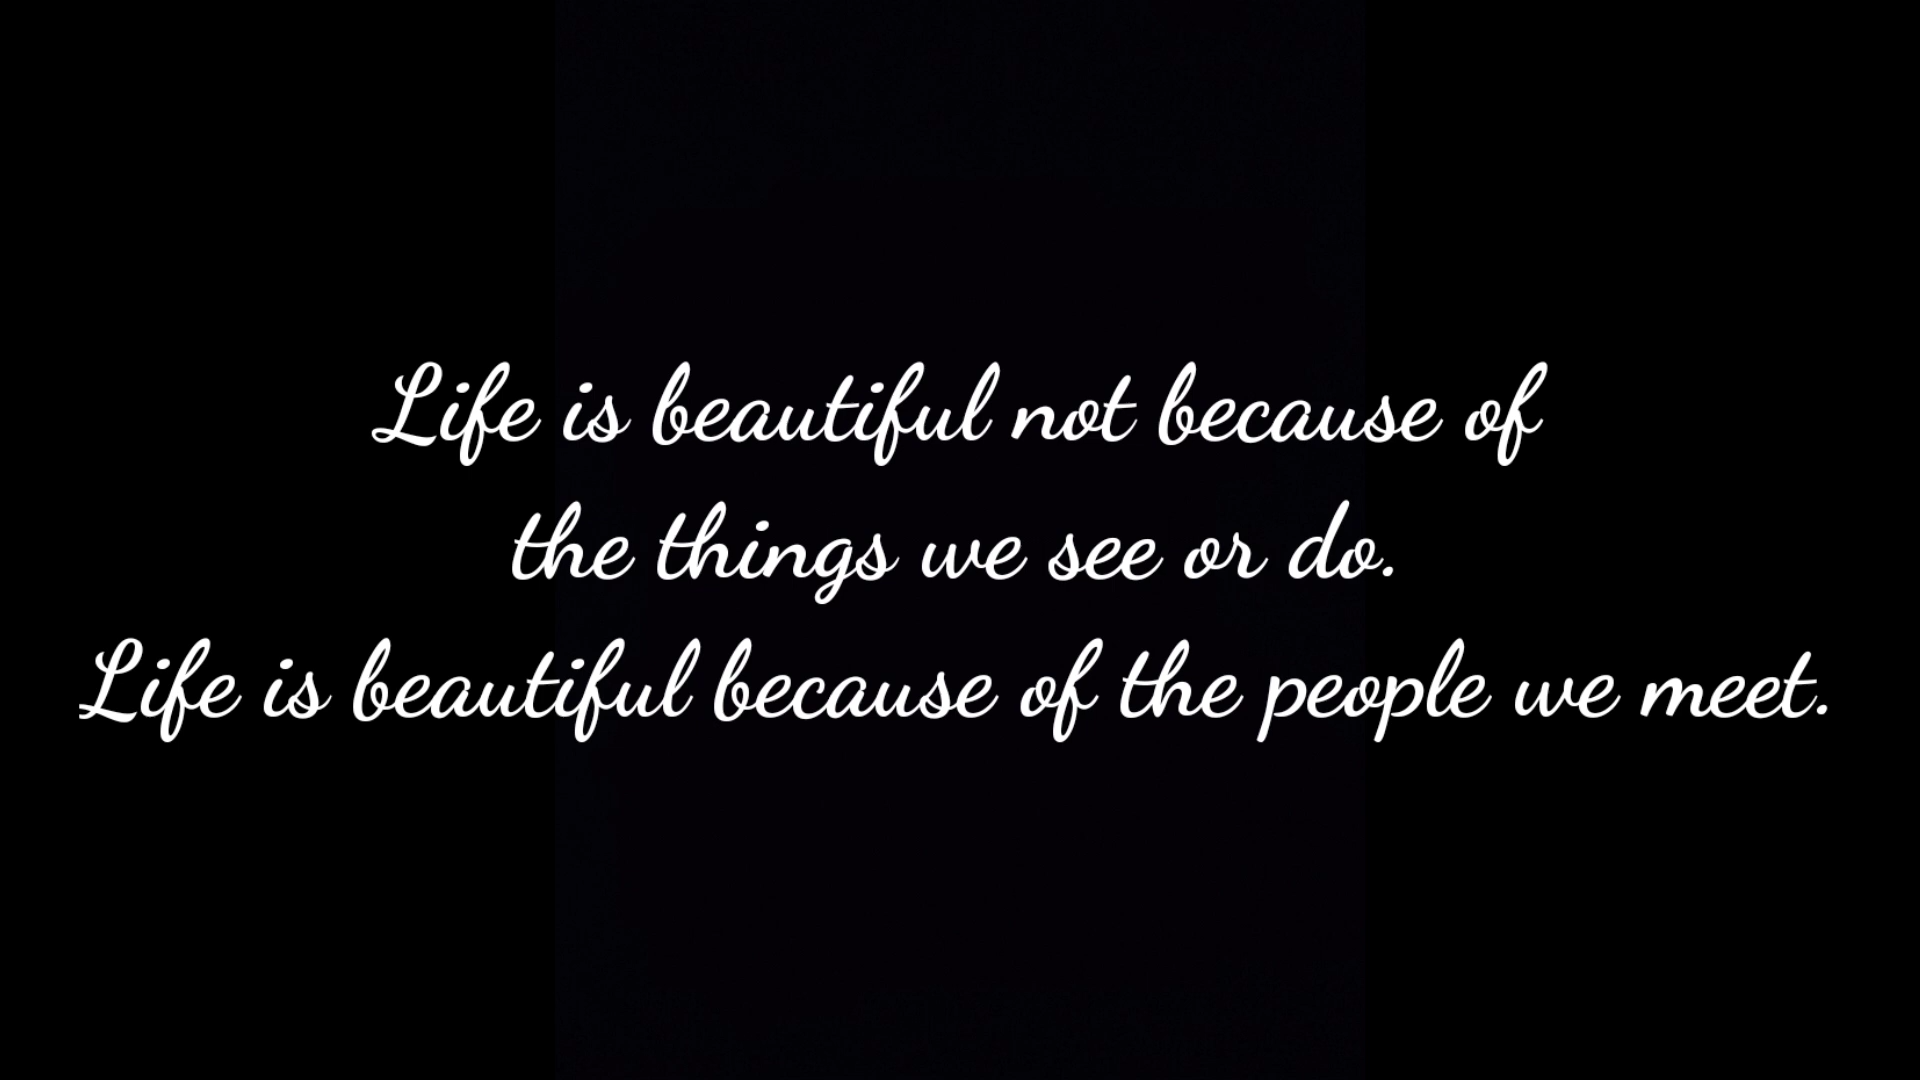 Life is beautiful not because of
the things we see or do.
Life is beautiful because of the people we meet.